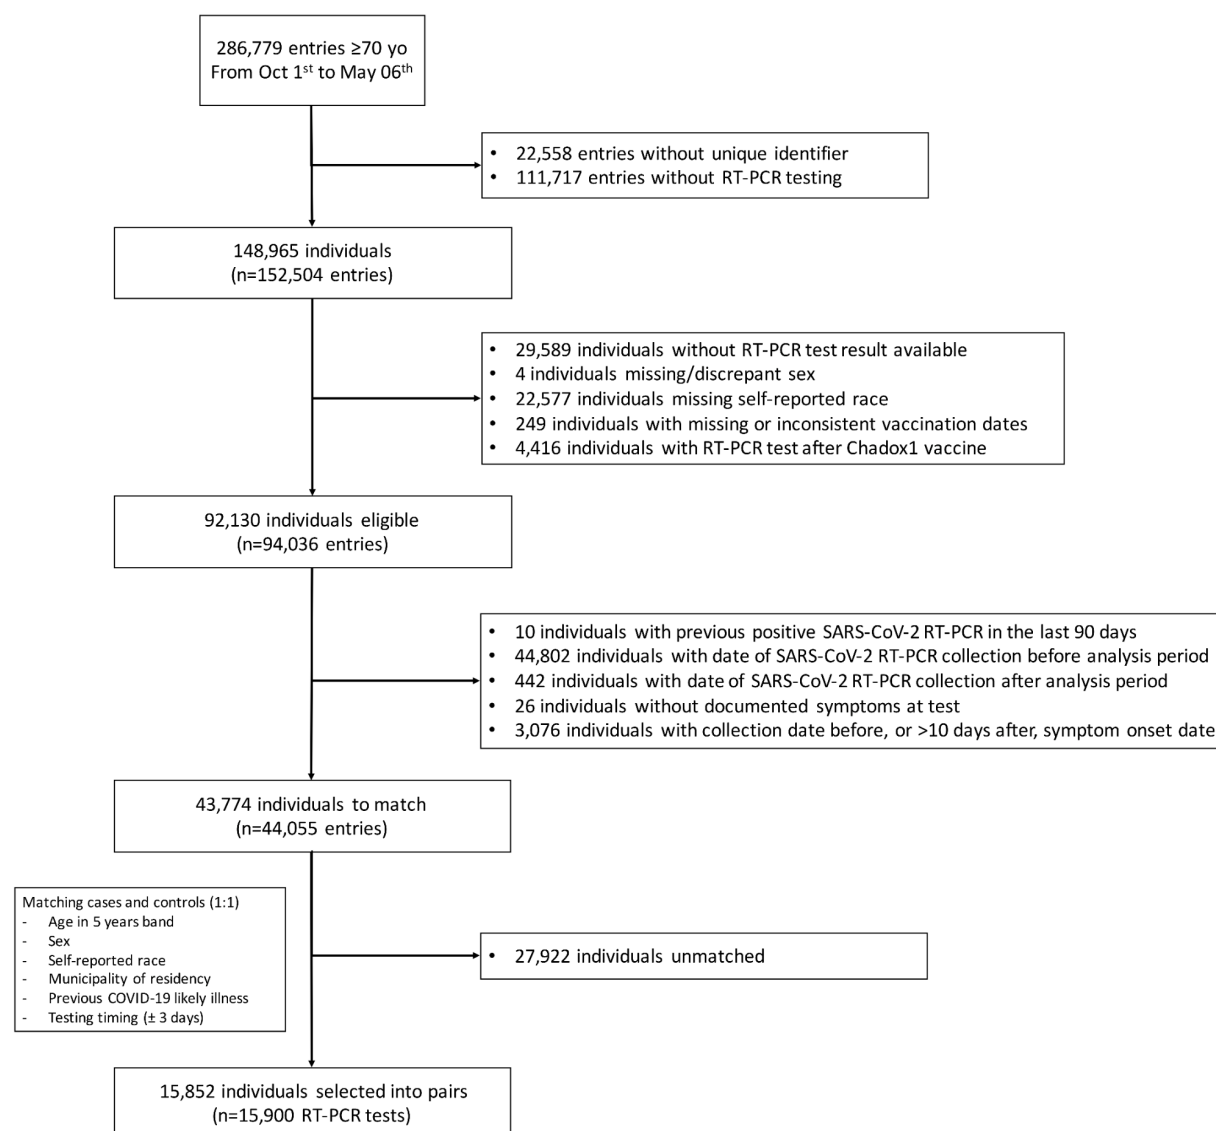 286,779 entries ≥70 yo
From Oct 1st to May 06th
• 22,558 entries without unique identifier
• 111,717 entries without RT-PCR testing
148,965 individuals
(n=152,504 entries)
• 29,589 individuals without RT-PCR test result available
• 4 individuals missing/discrepant sex
• 22,577 individuals missing self-reported race
• 249 individuals with missing or inconsistent vaccination dates
• 4,416 individuals with RT-PCR test after Chadox1 vaccine
92,130 individuals eligible
(n=94,036 entries)
• 10 individuals with previous positive SARS-CoV-2 RT-PCR in the last 90 days
• 44,802 individuals with date of SARS-CoV-2 RT-PCR collection before analysis period
• 442 individuals with date of SARS-CoV-2 RT-PCR collection after analysis period
• 26 individuals without documented symptoms at test
• 3,076 individuals with collection date before, or >10 days after, symptom onset date
43,774 individuals to match
(n=44,055 entries)
Matching cases and controls (1:1)
- Age in 5 years band
- Sex
- Self-reported race
- Municipality of residency
- Previous COVID-19 likely illness
- Testing timing (± 3 days)
• 27,922 individuals unmatched
15,852 individuals selected into pairs
(n=15,900 RT-PCR tests)